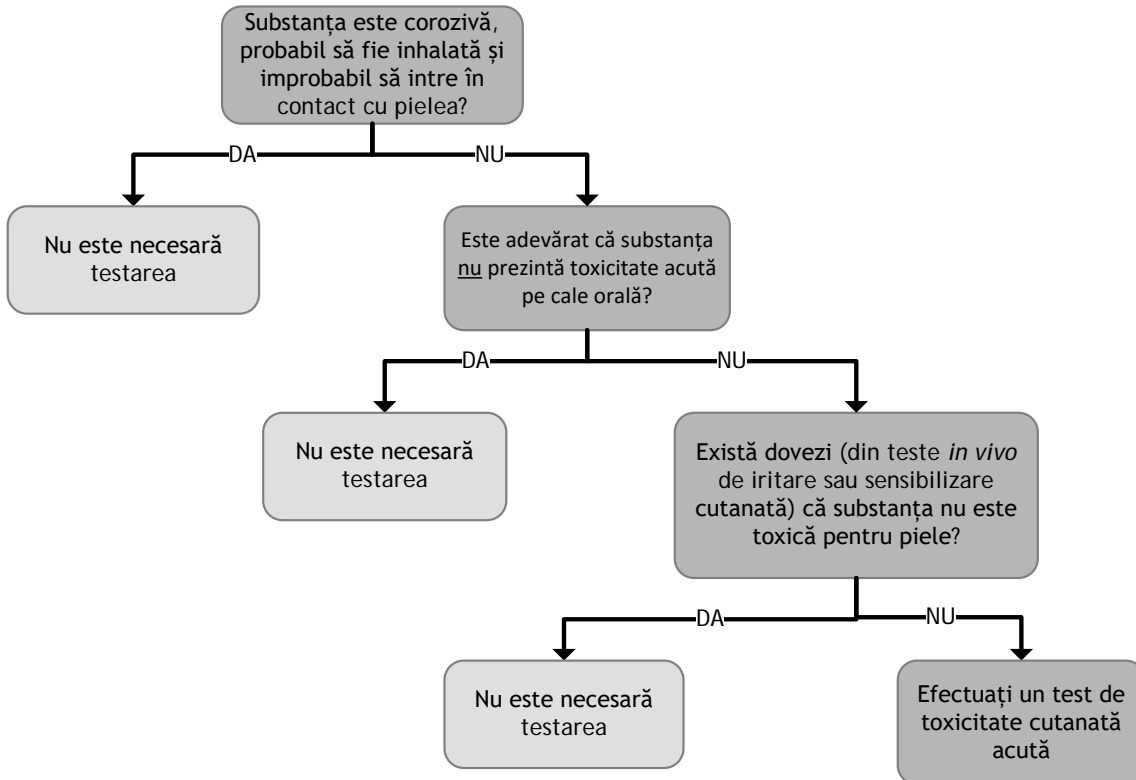 Substanța este corozivă,
probabil să fie inhalată și
improbabil să intre în
contact cu pielea?
DA
NU
Nu este necesară
testarea
Este adevărat că substanța
nu prezintă toxicitate acută
pe cale orală?
DA
NU
Nu este necesară
testarea
Există dovezi (din teste in vivo
de iritare sau sensibilizare
cutanată) că substanța nu este
toxică pentru piele?
DA
NU
Nu este necesară
testarea
Efectuați un test de
toxicitate cutanată
acută